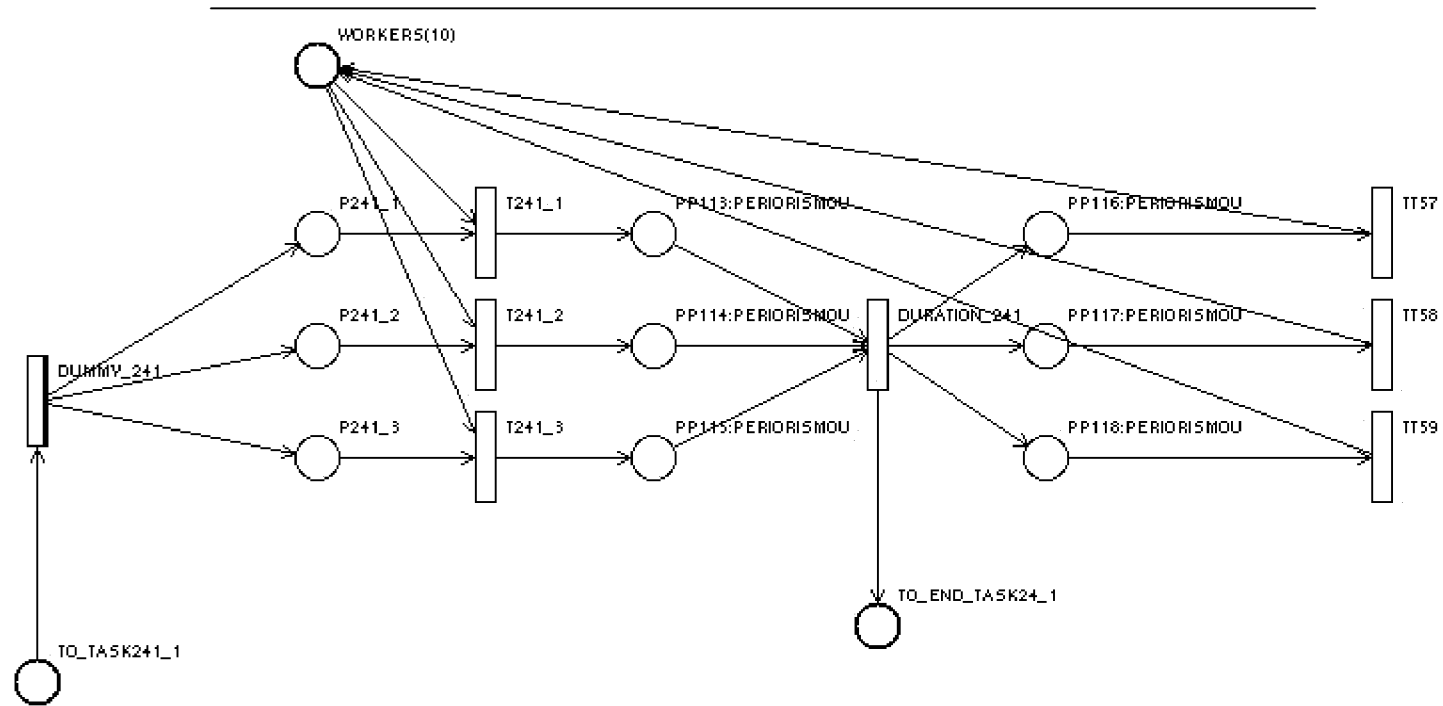 WORKERS(10)
P241_1
T241_1
PP113:PERIORISMOU
PP116:PERIORISMOU
TT57
P241_2
T241_2
PP114:PERIORISMOU
DURATION_241
PP117:PERIORISMOU
TT58
DUMMY_241
P241_3
T241_3
PP115:PERIORISMOU
PP118:PERIORISMOU
TT59
TO_END_TASK24_1
TO_TASK241_1